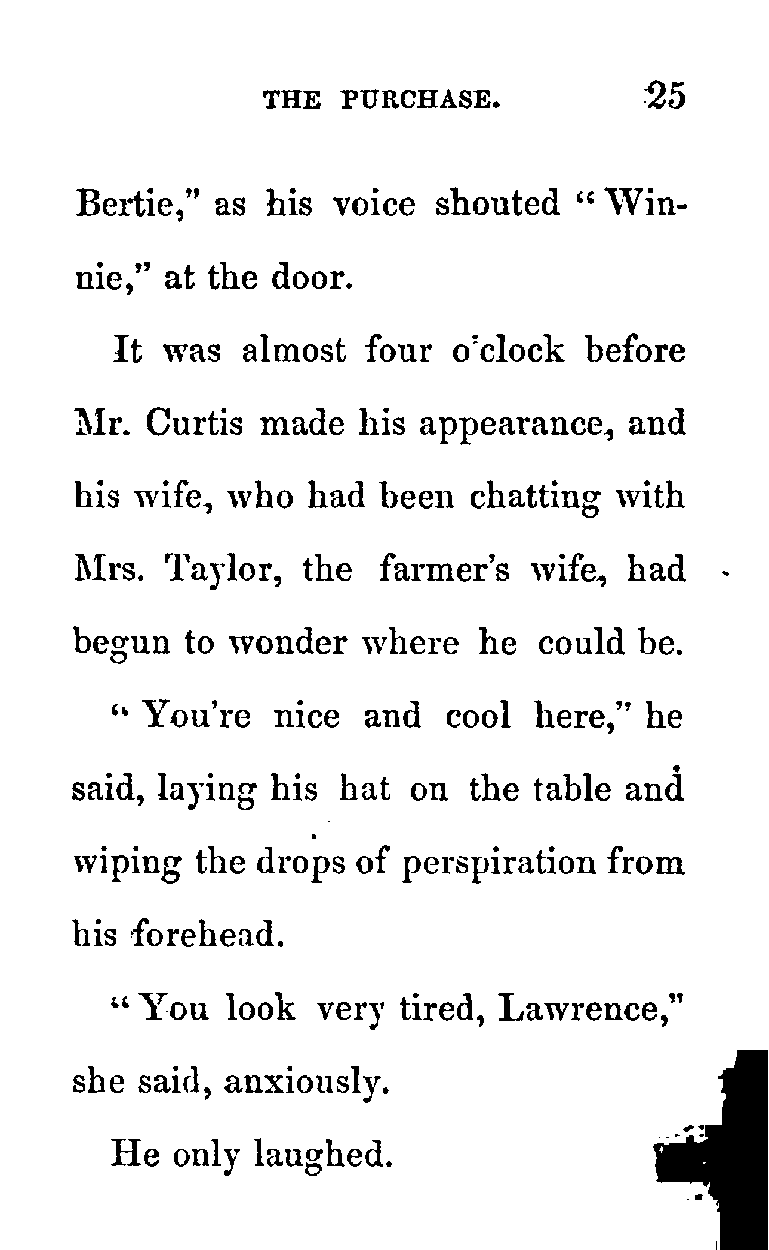 THE PURCHASE. 25
Bertie," as his voice shouted "Win-
nie," at the door.
It was almost four o'clock before
Mr. Curtis made his appearance, and
his wife, who had been chatting with
Mrs. Taylor, the farmer's wife, had
begun to wonder where he could be.
"You're nice and cool here," he
said, laying his hat on the table and
wiping the drops of perspiration from
his forehead.
"You look very tired, Lawrence,"
she said, anxiously.
He only laughed.